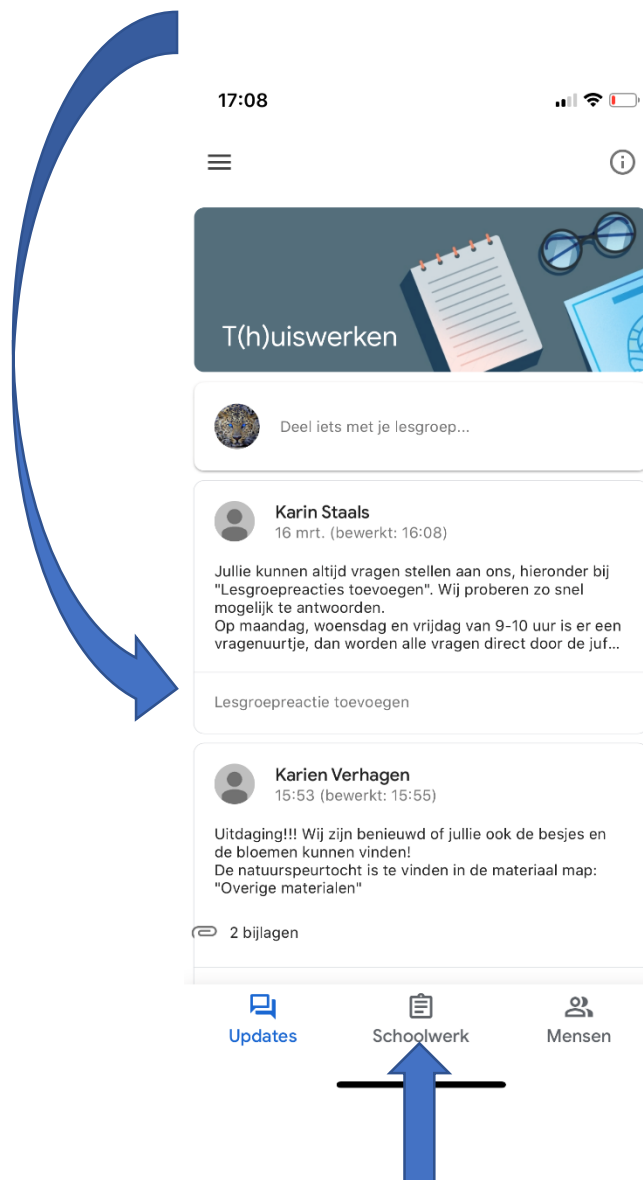 17:08
T(h)uiswerken
Deel iets met je lesgroep...
Karin Staals
16 mrt. (bewerkt: 16:08)
Jullie kunnen altijd vragen stellen aan ons, hieronder bij
"Lesgroepreacties toevoegen". Wij proberen zo snel
mogelijk te antwoorden.
Op maandag, woensdag en vrijdag van 9-10 uur is er een
vragenuurtje, dan worden alle vragen direct door de juf...
Lesgroepreactie toevoegen
Karien Verhagen
15:53 (bewerkt: 15:55)
Uitdaging!!! Wij zijn benieuwd of jullie ook de besjes en
de bloemen kunnen vinden!
De natuurspeurtocht is te vinden in de materiaal map:
"Overige materialen"
2 bijlagen
Updates Schoolwerk Mensen